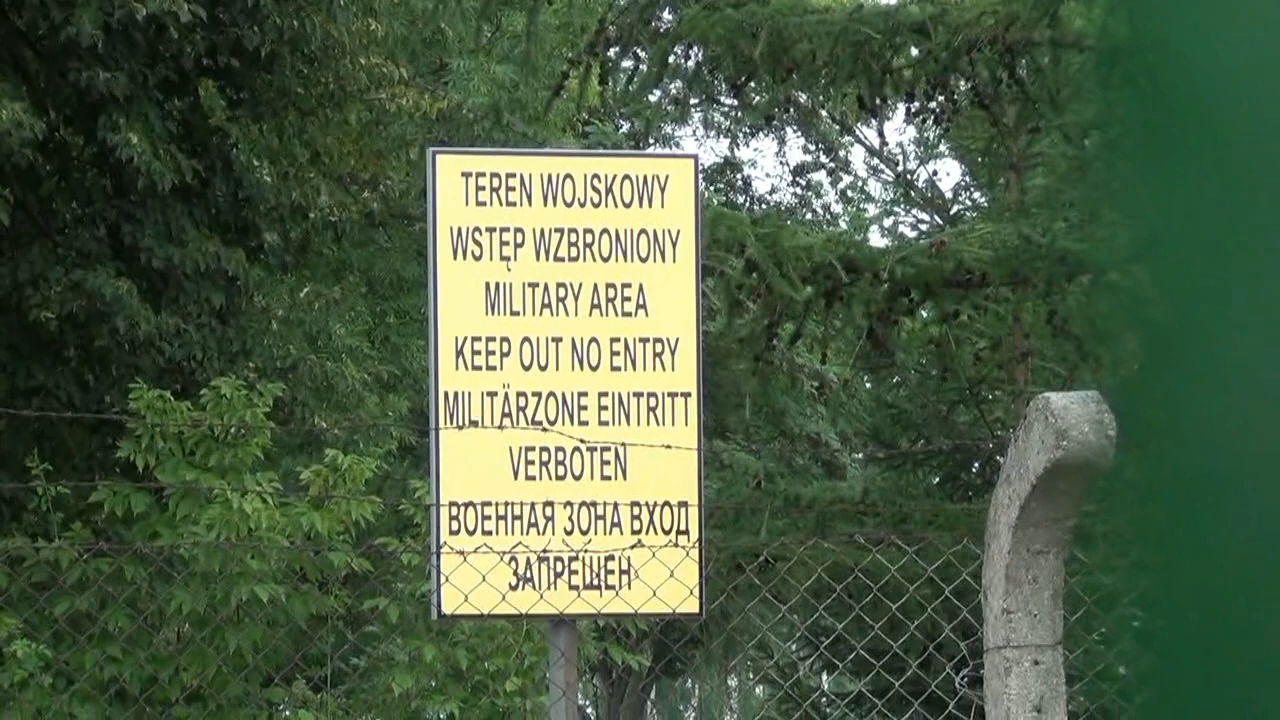 TEREN WOJSKOWY
WSTĘP WZBRONIONY
MILITARY AREA
KEEP OUT NO ENTRY
MILITÄRZONE EINTRITT
VERBOTEN
ВОЕННАЯ ЗОНА ВХОД
ЗАПРЕЩЕН